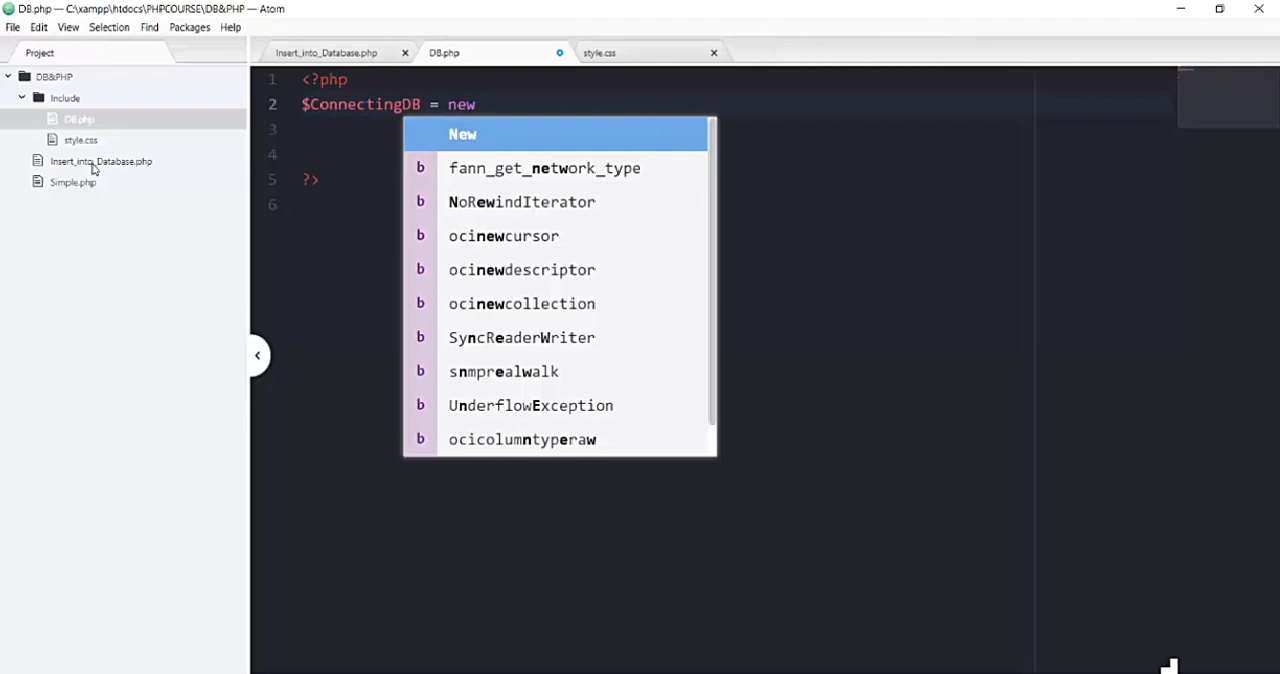 DB.php — C:\xampp\htdocs\PHPCOURSE\DB&PHP — Atom
File Edit View Selection Find Packages Help
Project
Insert_into_Database.php
DB.php
style.css
DB&PHP
Include
DB.php
style.css
Insert_into_Database.php
Simple.php
1 <?php
2 $ConnectingDB = new
3
4
5 ?>
6
New
b fann_get_network_type
b NoRewindIterator
b ocinewcursor
b ocinewdescriptor
b ocinewcollection
b SyncReaderWriter
b snmprealwalk
b UnderflowException
b ocicolumntyperaw